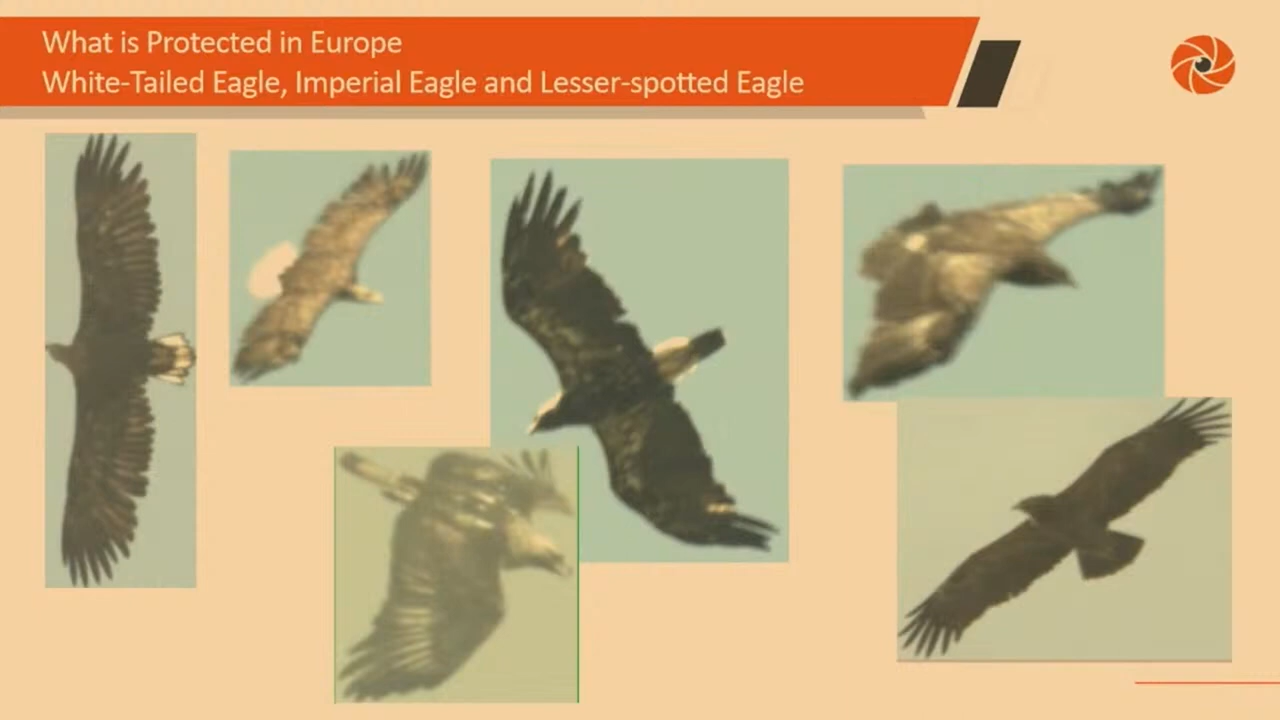 What is Protected in Europe
White-Tailed Eagle, Imperial Eagle and Lesser-spotted Eagle